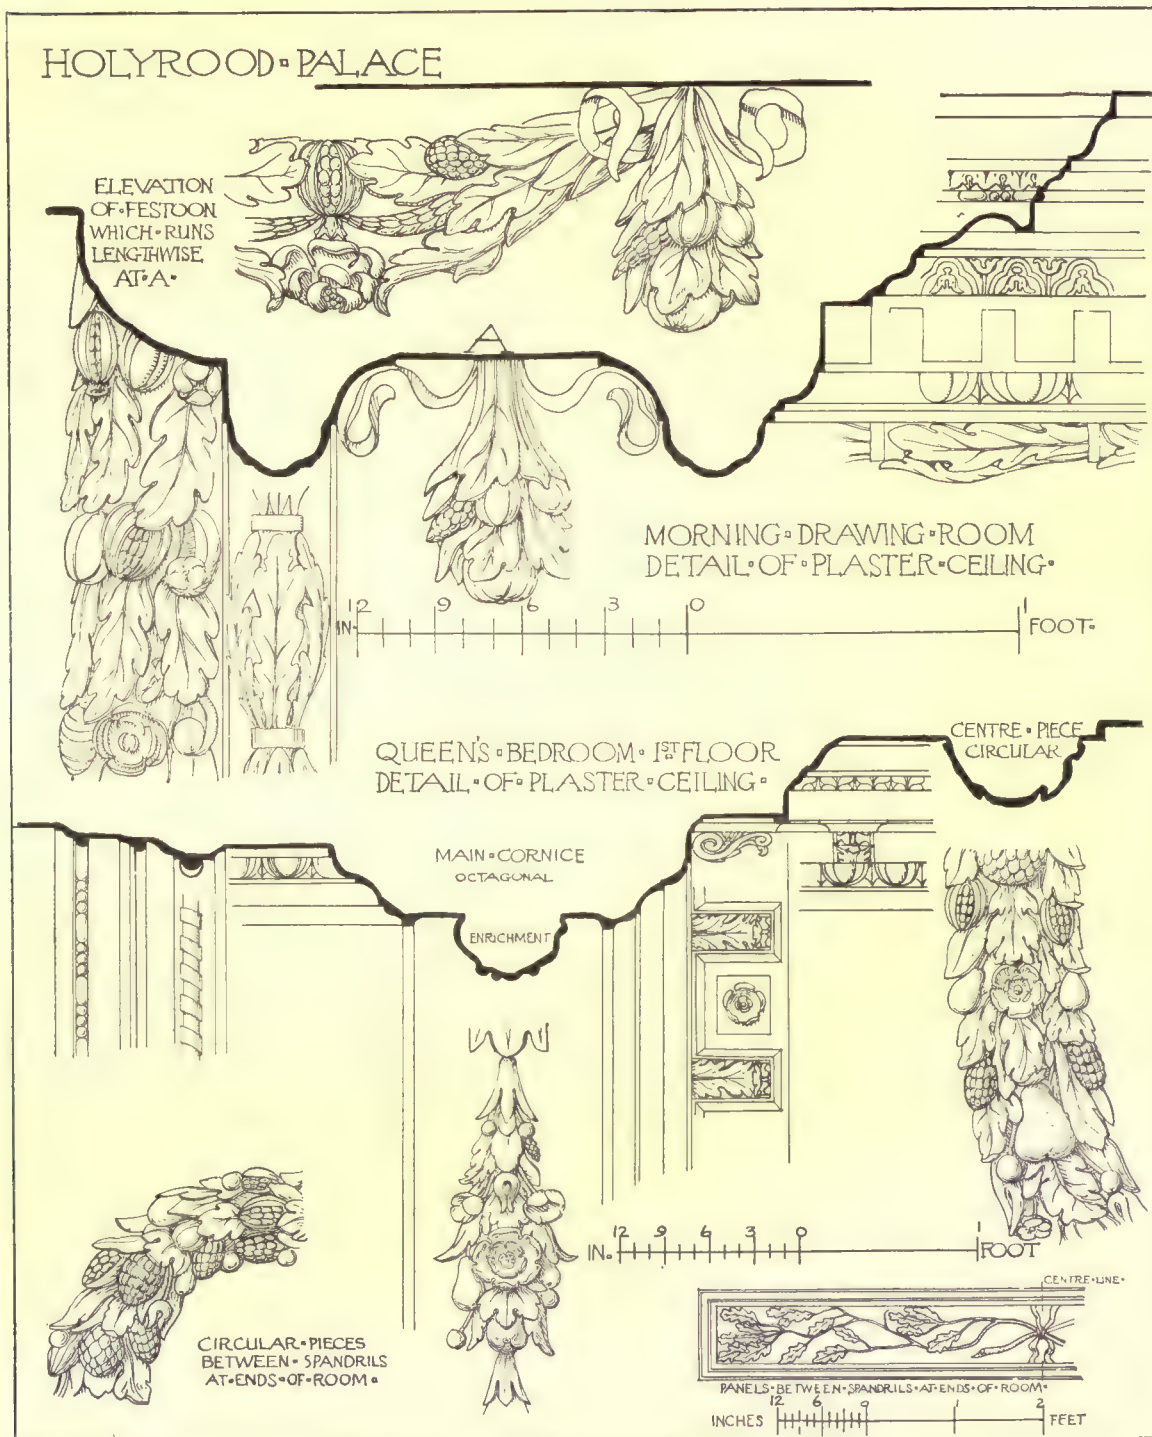 HOLYROOD▫PALACE
ELEVATION
OF▫FESTOON
WHICH▫RUNS
LENGTHWISE
AT▫A▫
A
MORNING▫DRAWING▫ROOM
DETAIL▫OF▫PLASTER▫CEILING▫
12 9 6 3 0 1
IN▫ FOOT▫
QUEEN'S▫BEDROOM▫1ST FLOOR
DETAIL▫OF▫PLASTER▫CEILING▫
CENTRE▫PIECE
CIRCULAR
MAIN▫CORNICE
OCTAGONAL
ENRICHMENT
12 9 6 3 0 1
IN▫ FOOT
CIRCULAR▫PIECES
BETWEEN▫SPANDRILS
AT▫ENDS▫OF▫ROOM▫
CENTRE▫LINE▫
PANELS▫BETWEEN▫SPANDRILS▫AT▫ENDS▫OF▫ROOM▫
12 6 0 1 2
INCHES FEET